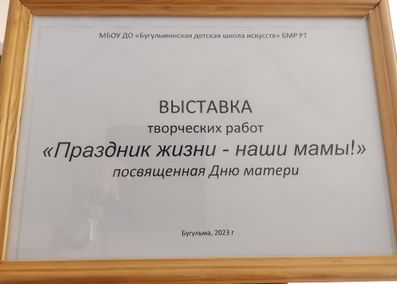 МБОУ ДО «Бугульминская детская школа искусств» БМР РТ
ВЫСТАВКА
творческих работ
«Праздник жизни - наши мамы!»
посвященная Дню матери
Бугульма, 2023 г